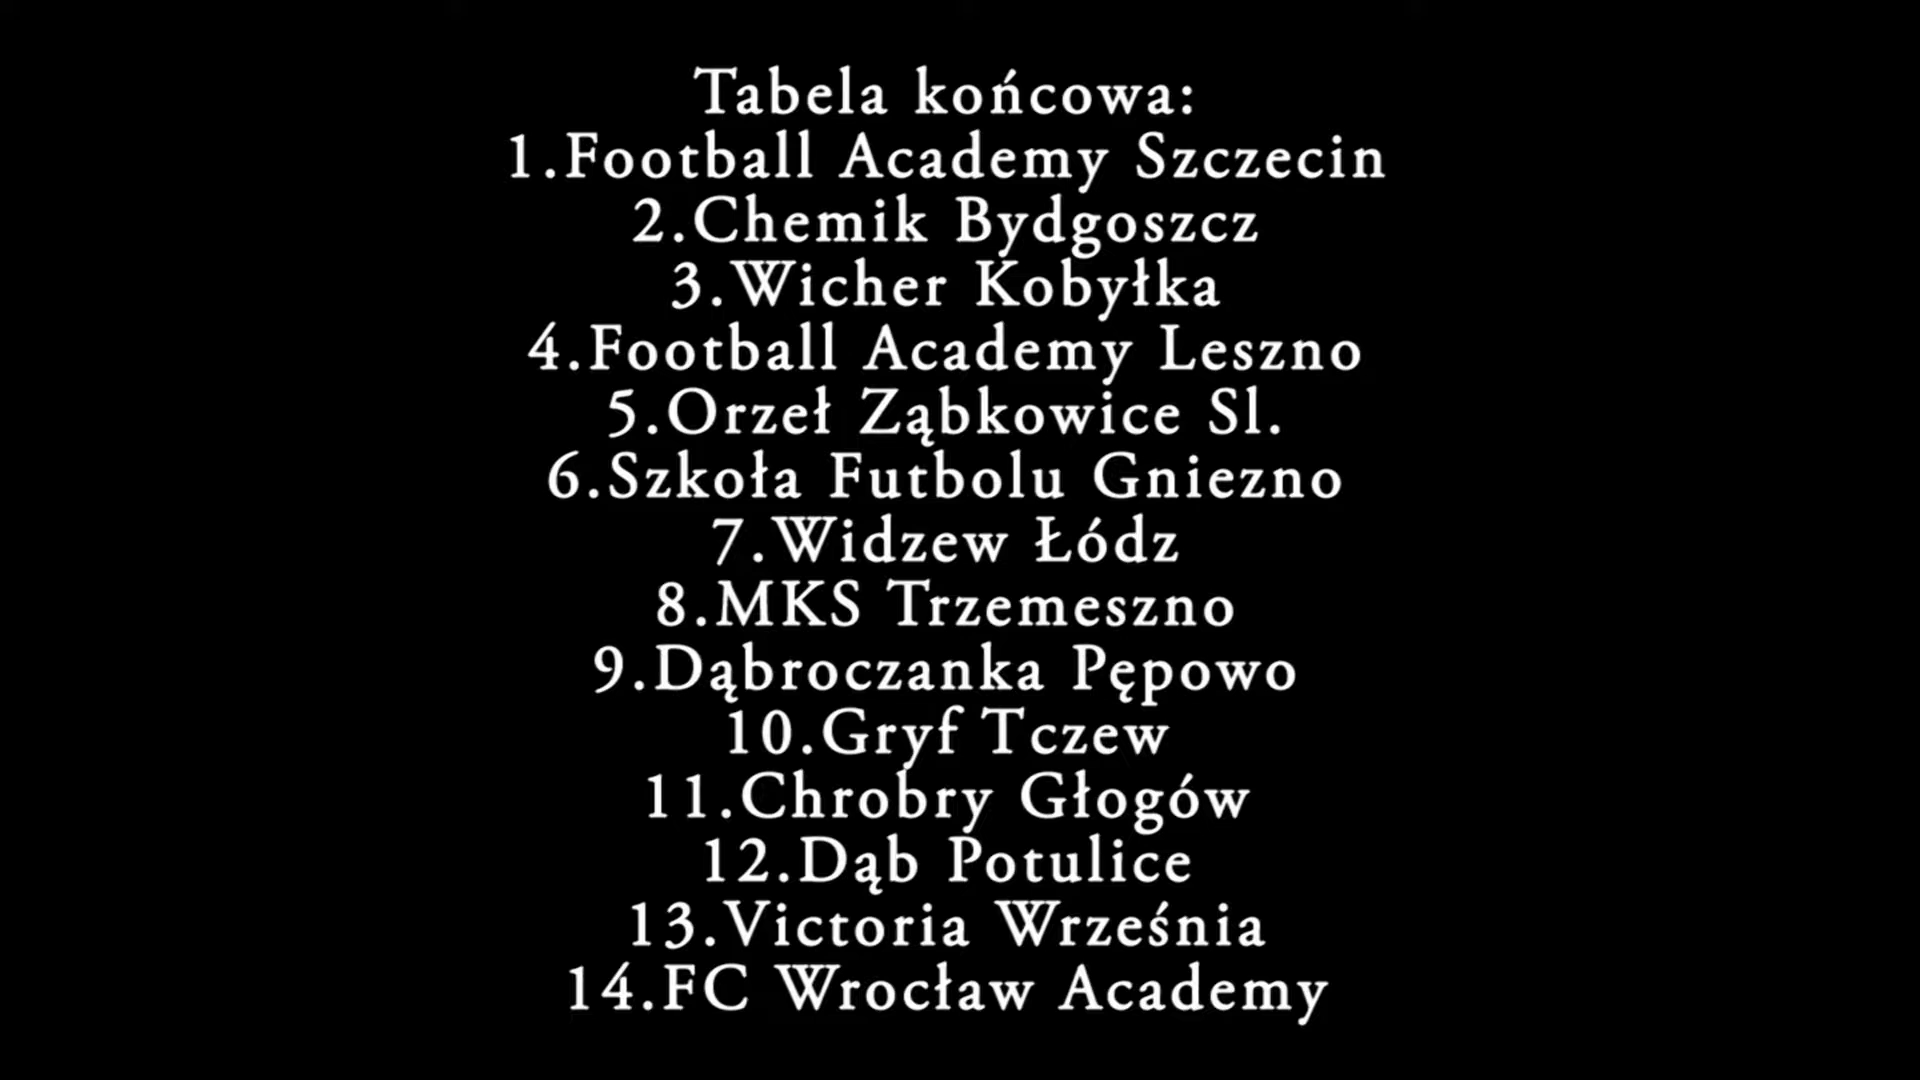 Tabela końcowa:
1.Football Academy Szczecin
2.Chemik Bydgoszcz
3.Wicher Kobyłka
4.Football Academy Leszno
5.Orzeł Ząbkowice Sl.
6.Szkoła Futbolu Gniezno
7.Widzew Łódz
8.MKS Trzemeszno
9.Dąbroczanka Pępowo
10.Gryf Tczew
11.Chrobry Głogów
12.Dąb Potulice
13.Victoria Września
14.FC Wrocław Academy